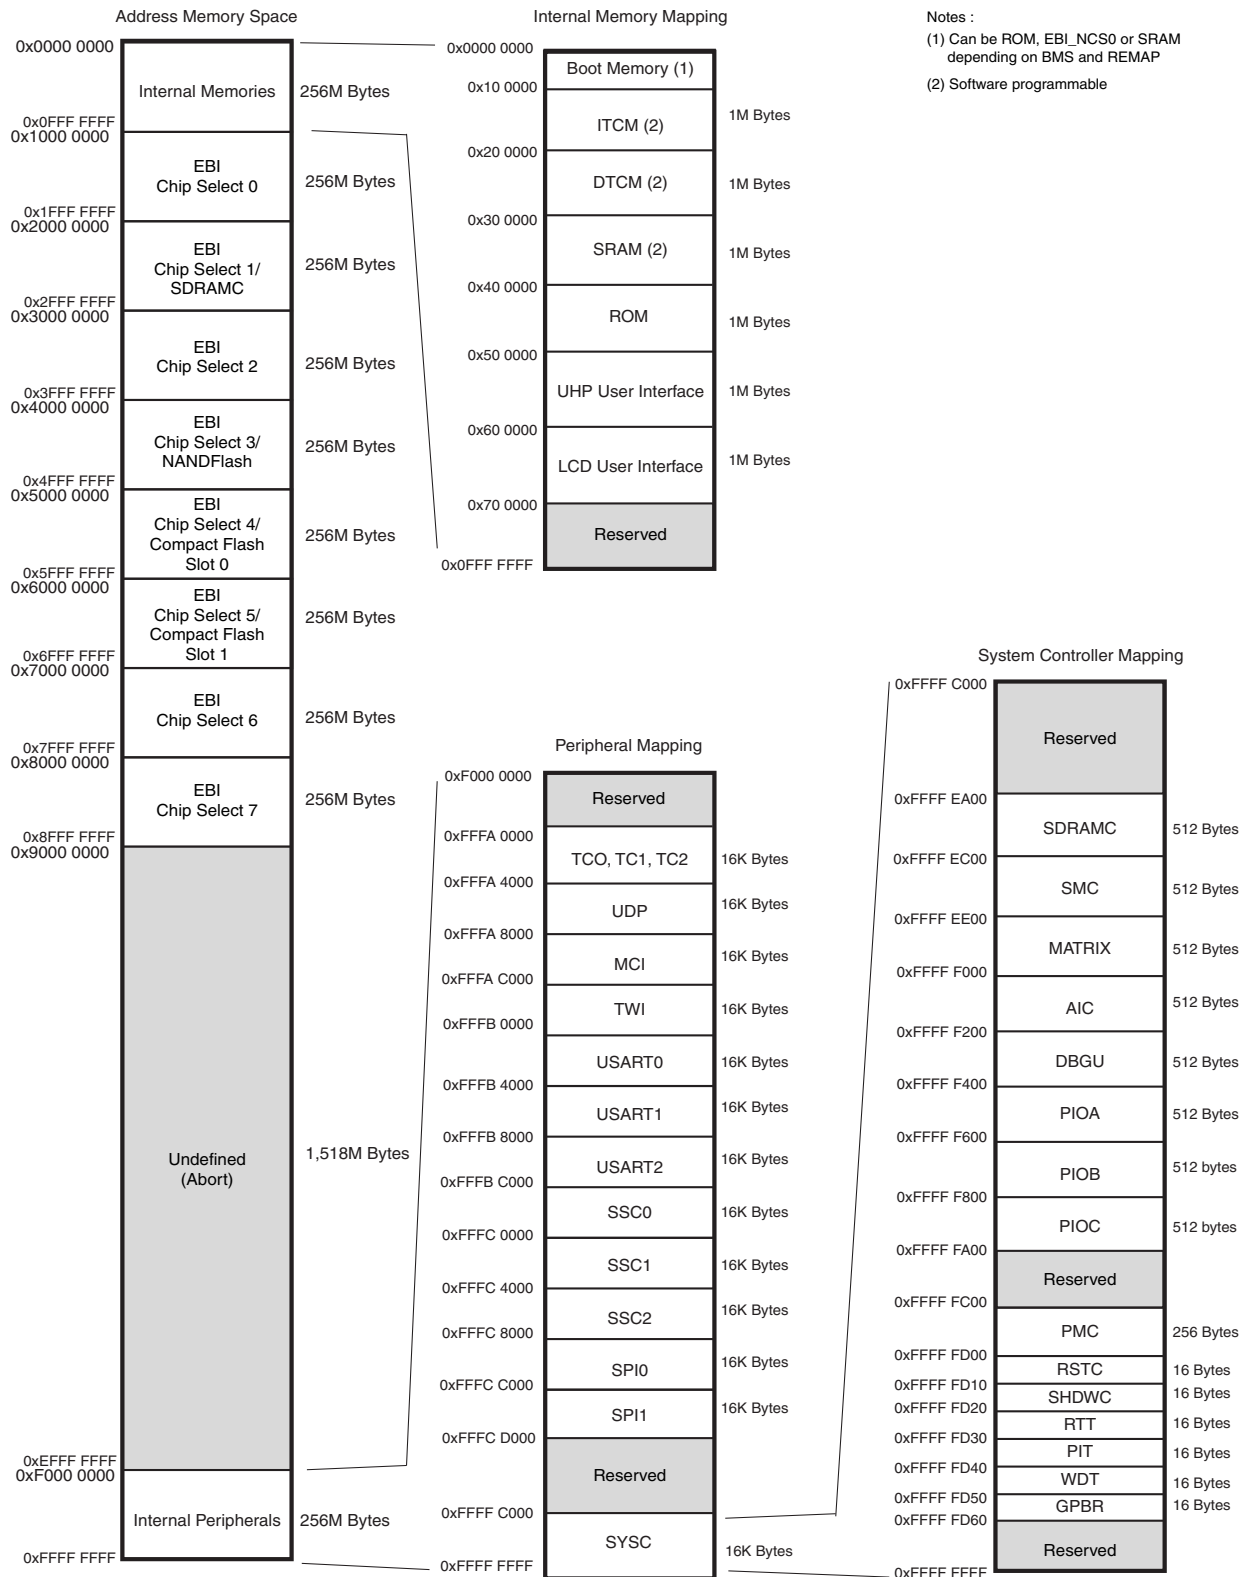 Address Memory Space
0x0000 0000
Internal Memories
256M Bytes
0x0FFF FFFF
0x1000 0000
EBI
Chip Select 0
256M Bytes
0x1FFF FFFF
0x2000 0000
EBI
Chip Select 1/
SDRAMC
256M Bytes
0x2FFF FFFF
0x3000 0000
EBI
Chip Select 2
256M Bytes
0x3FFF FFFF
0x4000 0000
EBI
Chip Select 3/
NANDFlash
256M Bytes
0x4FFF FFFF
0x5000 0000
EBI
Chip Select 4/
Compact Flash
Slot 0
256M Bytes
0x5FFF FFFF
0x6000 0000
EBI
Chip Select 5/
Compact Flash
Slot 1
256M Bytes
0x6FFF FFFF
0x7000 0000
EBI
Chip Select 6
256M Bytes
0x7FFF FFFF
0x8000 0000
EBI
Chip Select 7
256M Bytes
0x8FFF FFFF
0x9000 0000
Undefined
(Abort)
1,518M Bytes
0xEFFF FFFF
0xF000 0000
Internal Peripherals
256M Bytes
0xFFFF FFFF
Internal Memory Mapping
0x0000 0000
Boot Memory (1)
0x10 0000
ITCM (2)
1M Bytes
0x20 0000
DTCM (2)
1M Bytes
0x30 0000
SRAM (2)
1M Bytes
0x40 0000
ROM
1M Bytes
0x50 0000
UHP User Interface
1M Bytes
0x60 0000
LCD User Interface
1M Bytes
0x70 0000
Reserved
0x0FFF FFFF
Notes :
(1) Can be ROM, EBI_NCS0 or SRAM
depending on BMS and REMAP
(2) Software programmable
Peripheral Mapping
0xF000 0000
Reserved
0xFFFA 0000
TCO, TC1, TC2
16K Bytes
0xFFFA 4000
UDP
16K Bytes
0xFFFA 8000
MCI
16K Bytes
0xFFFA C000
TWI
16K Bytes
0xFFFB 0000
USART0
16K Bytes
0xFFFB 4000
USART1
16K Bytes
0xFFFB 8000
USART2
16K Bytes
0xFFFB C000
SSC0
16K Bytes
0xFFFC 0000
SSC1
16K Bytes
0xFFFC 4000
SSC2
16K Bytes
0xFFFC 8000
SPI0
16K Bytes
0xFFFC C000
SPI1
16K Bytes
0xFFFC D000
Reserved
0xFFFF C000
SYSC
16K Bytes
0xFFFF FFFF
System Controller Mapping
0xFFFF C000
Reserved
0xFFFF EA00
SDRAMC
512 Bytes
0xFFFF EC00
SMC
512 Bytes
0xFFFF EE00
MATRIX
512 Bytes
0xFFFF F000
AIC
512 Bytes
0xFFFF F200
DBGU
512 Bytes
0xFFFF F400
PIOA
512 Bytes
0xFFFF F600
PIOB
512 bytes
0xFFFF F800
PIOC
512 bytes
0xFFFF FA00
Reserved
0xFFFF FC00
PMC
256 Bytes
0xFFFF FD00
RSTC
16 Bytes
0xFFFF FD10
SHDWC
16 Bytes
0xFFFF FD20
RTT
16 Bytes
0xFFFF FD30
PIT
16 Bytes
0xFFFF FD40
WDT
16 Bytes
0xFFFF FD50
GPBR
16 Bytes
0xFFFF FD60
Reserved
0xFFFF FFFF